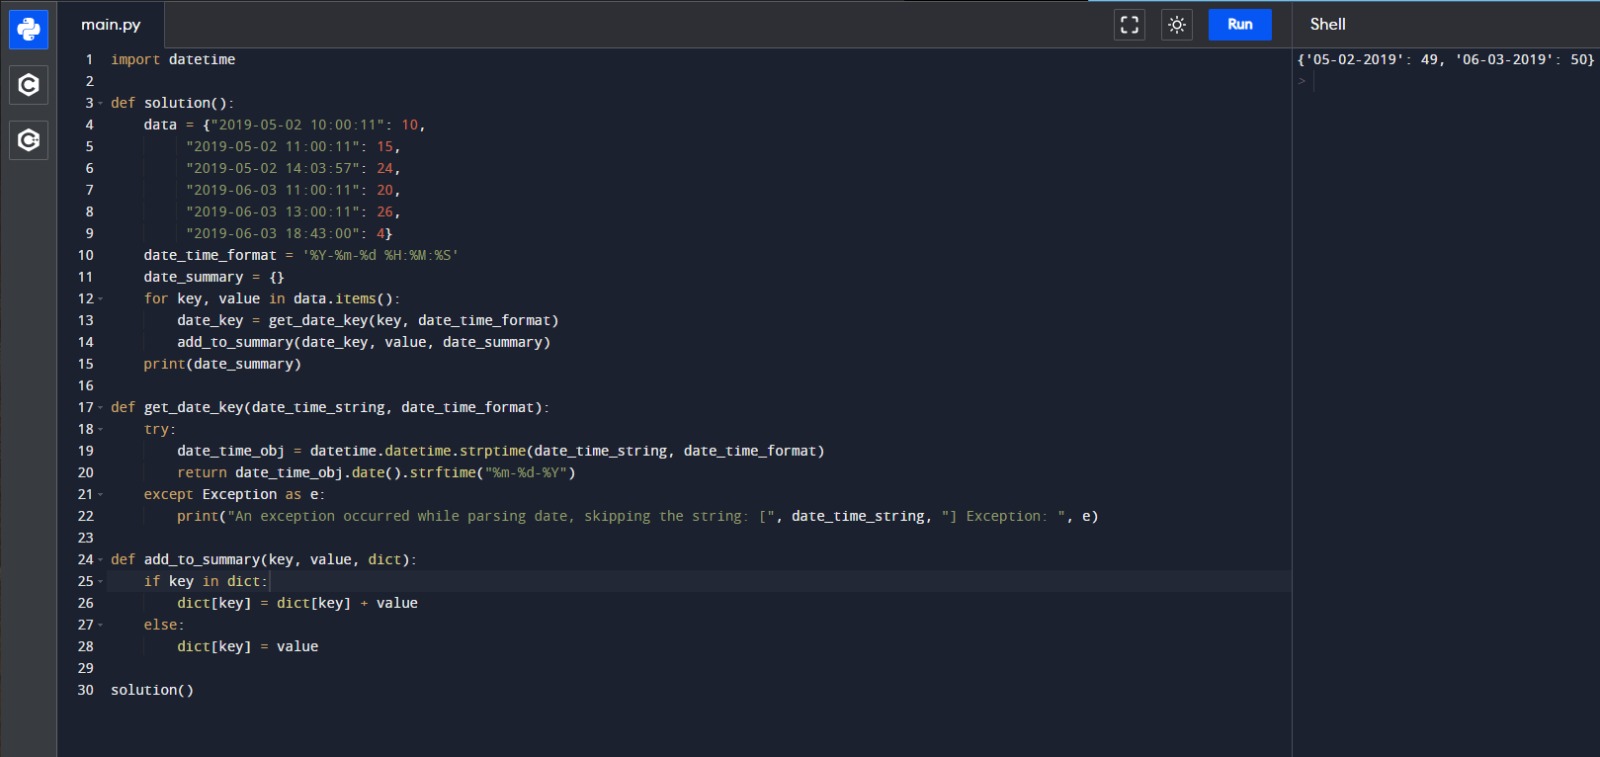 main.py
Run
Shell
1 import datetime
2
3 def solution():
4     data = {"2019-05-02 10:00:11": 10,
5          "2019-05-02 11:00:11": 15,
6          "2019-05-02 14:03:57": 24,
7          "2019-06-03 11:00:11": 20,
8          "2019-06-03 13:00:11": 26,
9          "2019-06-03 18:43:00": 4}
10     date_time_format = '%Y-%m-%d %H:%M:%S'
11     date_summary = {}
12     for key, value in data.items():
13         date_key = get_date_key(key, date_time_format)
14         add_to_summary(date_key, value, date_summary)
15     print(date_summary)
16
17 def get_date_key(date_time_string, date_time_format):
18     try:
19         date_time_obj = datetime.datetime.strptime(date_time_string, date_time_format)
20         return date_time_obj.date().strftime("%m-%d-%Y")
21     except Exception as e:
22         print("An exception occurred while parsing date, skipping the string: [", date_time_string, "] Exception: ", e)
23
24 def add_to_summary(key, value, dict):
25     if key in dict:
26         dict[key] = dict[key] + value
27     else:
28         dict[key] = value
29
30 solution()
{'05-02-2019': 49, '06-03-2019': 50}
>